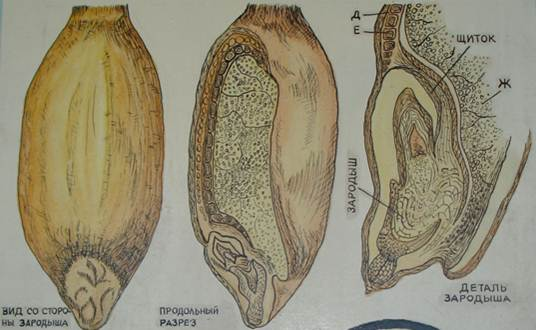 Д
Е
ЩИТОК
Ж
ЗАРОДЫШ
ВИД СО СТОРО-
НЫ ЗАРОДЫША
ПРОДОЛЬНЫЙ
РАЗРЕЗ
ДЕТАЛЬ
ЗАРОДЫША